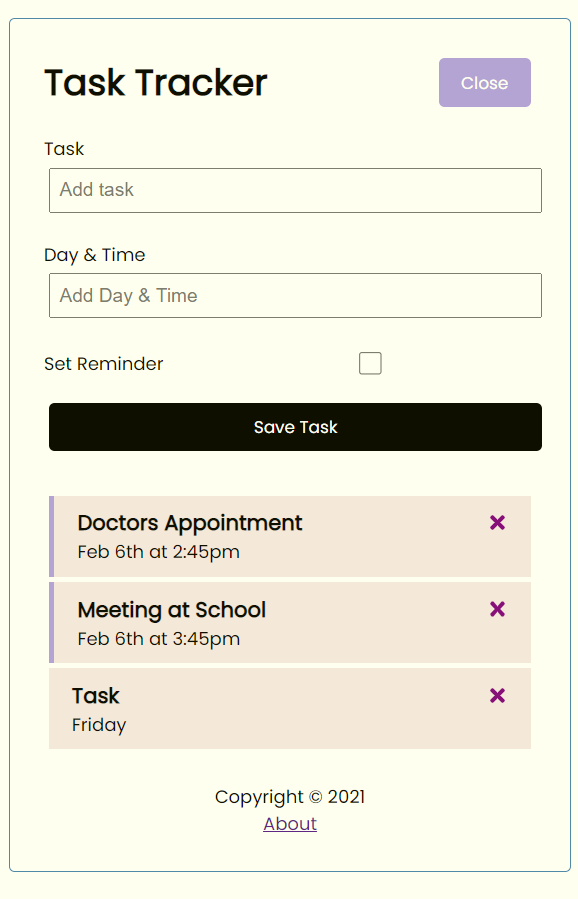 Task Tracker
Close
Task
Add task
Day & Time
Add Day & Time
Set Reminder
Save Task
Doctors Appointment
Feb 6th at 2:45pm
Meeting at School
Feb 6th at 3:45pm
Task
Friday
Copyright © 2021
About